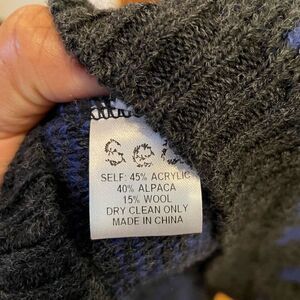 SELF: 45% ACRYLIC
40% ALPACA
15% WOOL
DRY CLEAN ONLY
MADE IN CHINA